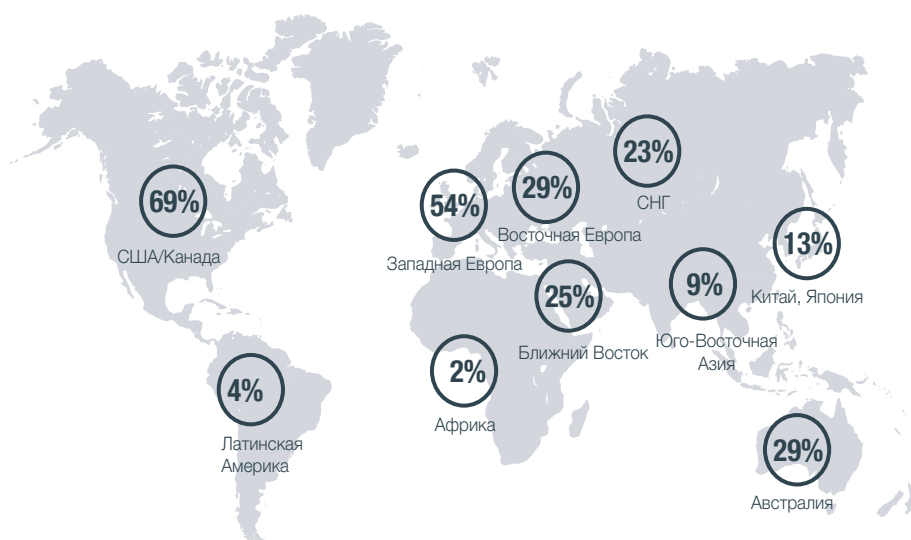 69%
США/Канада
4%
Латинская
Америка
54%
Западная Европа
29%
Восточная Европа
23%
СНГ
25%
Ближний Восток
2%
Африка
9%
Юго-Восточная
Азия
13%
Китай, Япония
29%
Австралия